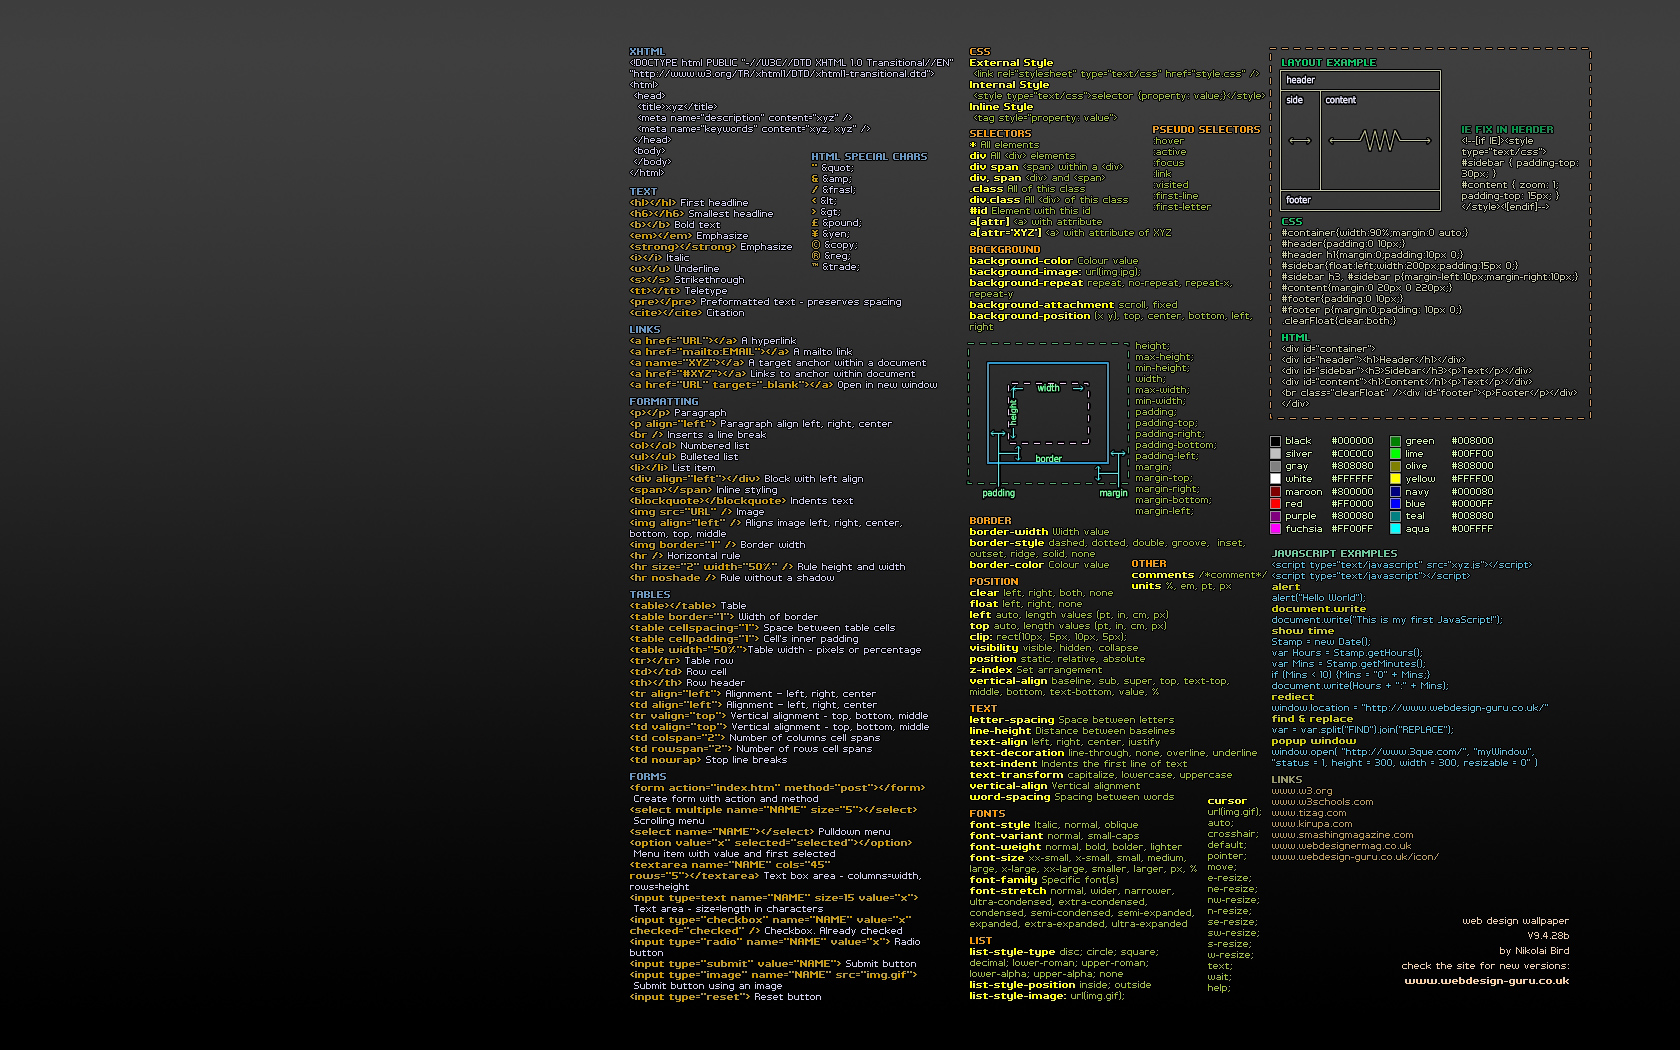 XHTML
<!DOCTYPE html PUBLIC "-//W3C//DTD XHTML 1.0 Transitional//EN"
"http://www.w3.org/TR/xhtml1/DTD/xhtml1-transitional.dtd">
<html>
<head>
<title>xyz</title>
<meta name="description" content="xyz" />
<meta name="keywords" content="xyz, xyz" />
</head>
<body>
</body>
</html>
HTML SPECIAL CHARS
" &quot;
& &amp;
/ &frasl;
< &lt;
> &gt;
£ &pound;
¥ &yen;
© &copy;
® &reg;
™ &trade;
TEXT
<h1></h1> First headline
<h6></h6> Smallest headline
<b></b> Bold text
<em></em> Emphasize
<strong></strong> Emphasize
<i></i> Italic
<u></u> Underline
<s></s> Strikethrough
<tt></tt> Teletype
<pre></pre> Preformatted text - preserves spacing
<cite></cite> Citation
LINKS
<a href="URL"></a> A hyperlink
<a href="mailto:EMAIL"></a> A mailto link
<a name="XYZ"></a> A target anchor within a document
<a href="#XYZ"></a> Links to anchor within document
<a href="URL" target="_blank"></a> Open in new window
FORMATTING
<p></p> Paragraph
<p align="left"> Paragraph align left, right, center
<br /> Inserts a line break
<ol></ol> Numbered list
<ul></ul> Bulleted list
<li></li> List item
<div align="left"></div> Block with left align
<span></span> Inline styling
<blockquote></blockquote> Indents text
<img src="URL" /> Image
<img align="left" /> Aligns image left, right, center,
bottom, top, middle
<img border="1" /> Border width
<hr /> Horizontal rule
<hr size="2" width="50%" /> Rule height and width
<hr noshade /> Rule without a shadow
TABLES
<table></table> Table
<table border="1"> Width of border
<table cellspacing="1"> Space between table cells
<table cellpadding="1"> Cell's inner padding
<table width="50%">Table width - pixels or percentage
<tr></tr> Table row
<td></td> Row cell
<th></th> Row header
<tr align="left"> Alignment - left, right, center
<td align="left"> Alignment - left, right, center
<tr valign="top"> Vertical alignment - top, bottom, middle
<td valign="top"> Vertical alignment - top, bottom, middle
<td colspan="2"> Number of columns cell spans
<td rowspan="2"> Number of rows cell spans
<td nowrap> Stop line breaks
FORMS
<form action="index.htm" method="post"></form>
Create form with action and method
<select multiple name="NAME" size="5"></select>
Scrolling menu
<select name="NAME"></select> Pulldown menu
<option value="x" selected="selected"></option>
Menu item with value and first selected
<textarea name="NAME" cols="45"
rows="5"></textarea> Text box area - columns=width,
rows=height
<input type=text name="NAME" size=15 value="x">
Text area - size=length in characters
<input type="checkbox" name="NAME" value="x"
checked="checked" /> Checkbox. Already checked
<input type="radio" name="NAME" value="x"> Radio
button
<input type="submit" value="NAME"> Submit button
<input type="image" name="NAME" src="img.gif">
Submit button using an image
<input type="reset"> Reset button
CSS
External Style
<link rel="stylesheet" type="text/css" href="style.css" />
Internal Style
<style type="text/css">selector {property: value;}</style>
Inline Style
<tag style="property: value">
SELECTORS
* All elements
div All <div> elements
div span <span> within a <div>
div, span <div> and <span>
.class All of this class
div.class All <div> of this class
#id Element with this id
a[attr] <a> with attribute
a[attr="XYZ"] <a> with attribute of XYZ
PSEUDO SELECTORS
:hover
:active
:focus
:link
:visited
:first-line
:first-letter
BACKGROUND
background-color Colour value
background-image: url(img.jpg);
background-repeat repeat, no-repeat, repeat-x,
repeat-y
background-attachment scroll, fixed
background-position (x y), top, center, bottom, left,
right
width
height
border
padding
margin
height;
max-height;
min-height;
width;
max-width;
min-width;
padding;
padding-top;
padding-right;
padding-bottom;
padding-left;
margin;
margin-top;
margin-right;
margin-bottom;
margin-left;
BORDER
border-width Width value
border-style dashed, dotted, double, groove, inset,
outset, ridge, solid, none
border-color Colour value
OTHER
comments /*comment*/
units %, em, pt, px
POSITION
clear left, right, both, none
float left, right, none
left auto, length values (pt, in, cm, px)
top auto, length values (pt, in, cm, px)
clip: rect(10px, 5px, 10px, 5px);
visibility visible, hidden, collapse
position static, relative, absolute
z-index Set arrangement
vertical-align baseline, sub, super, top, text-top,
middle, bottom, text-bottom, value, %
TEXT
letter-spacing Space between letters
line-height Distance between baselines
text-align left, right, center, justify
text-decoration line-through, none, overline, underline
text-indent Indents the first line of text
text-transform capitalize, lowercase, uppercase
vertical-align Vertical alignment
word-spacing Spacing between words
FONTS
font-style Italic, normal, oblique
font-variant normal, small-caps
font-weight normal, bold, bolder, lighter
font-size xx-small, x-small, small, medium,
large, x-large, xx-large, smaller, larger, px, %
font-family Specific font(s)
font-stretch normal, wider, narrower,
ultra-condensed, extra-condensed,
condensed, semi-condensed, semi-expanded,
expanded, extra-expanded, ultra-expanded
LIST
list-style-type disc; circle; square;
decimal; lower-roman; upper-roman;
lower-alpha; upper-alpha; none
list-style-position inside; outside
list-style-image: url(img.gif);
cursor
url(img.gif);
auto;
crosshair;
default;
pointer;
move;
e-resize;
ne-resize;
nw-resize;
n-resize;
se-resize;
sw-resize;
s-resize;
w-resize;
text;
wait;
help;
LAYOUT EXAMPLE
header
side
content
footer
IE FIX IN HEADER
<!--[if IE]><style
type="text/css">
#sidebar { padding-top:
30px; }
#content { zoom: 1;
padding-top: 15px; }
</style><![endif]-->
CSS
#container{width:90%;margin:0 auto;}
#header{padding:0 10px;}
#header h1{margin:0;padding:10px 0;}
#sidebar{float:left;width:200px;padding:15px 0;}
#sidebar h3, #sidebar p{margin-left:10px;margin-right:10px;}
#content{margin:0 20px 0 220px;}
#footer{padding:0 10px;}
#footer p{margin:0;padding: 10px 0;}
.clearFloat{clear:both;}
HTML
<div id="container">
<div id="header"><h1>Header</h1></div>
<div id="sidebar"><h3>Sidebar</h3><p>Text</p></div>
<div id="content"><h1>Content</h1><p>Text</p></div>
<br class="clearFloat" /><div id="footer"><p>Footer</p></div>
</div>
black #000000 green #008000
silver #C0C0C0 lime #00FF00
gray #808080 olive #808000
white #FFFFFF yellow #FFFF00
maroon #800000 navy #000080
red #FF0000 blue #0000FF
purple #800080 teal #008080
fuchsia #FF00FF aqua #00FFFF
JAVASCRIPT EXAMPLES
<script type="text/javascript" src="xyz.js"></script>
<script type="text/javascript"></script>
alert
alert("Hello World");
document.write
document.write("This is my first JavaScript!");
show time
Stamp = new Date();
var Hours = Stamp.getHours();
var Mins = Stamp.getMinutes();
if (Mins < 10) {Mins = "0" + Mins;}
document.write(Hours + ":" + Mins);
rediect
window.location = "http://www.webdesign-guru.co.uk/"
find & replace
var = var.split("FIND").join("REPLACE");
popup window
window.open( "http://www.3que.com/", "myWindow",
"status = 1, height = 300, width = 300, resizable = 0" )
LINKS
www.w3.org
www.w3schools.com
www.tizag.com
www.kirupa.com
www.smashingmagazine.com
www.webdesignermag.co.uk
www.webdesign-guru.co.uk/icon/
web design wallpaper
V9.4.28b
by Nikolai Bird
check the site for new versions:
www.webdesign-guru.co.uk